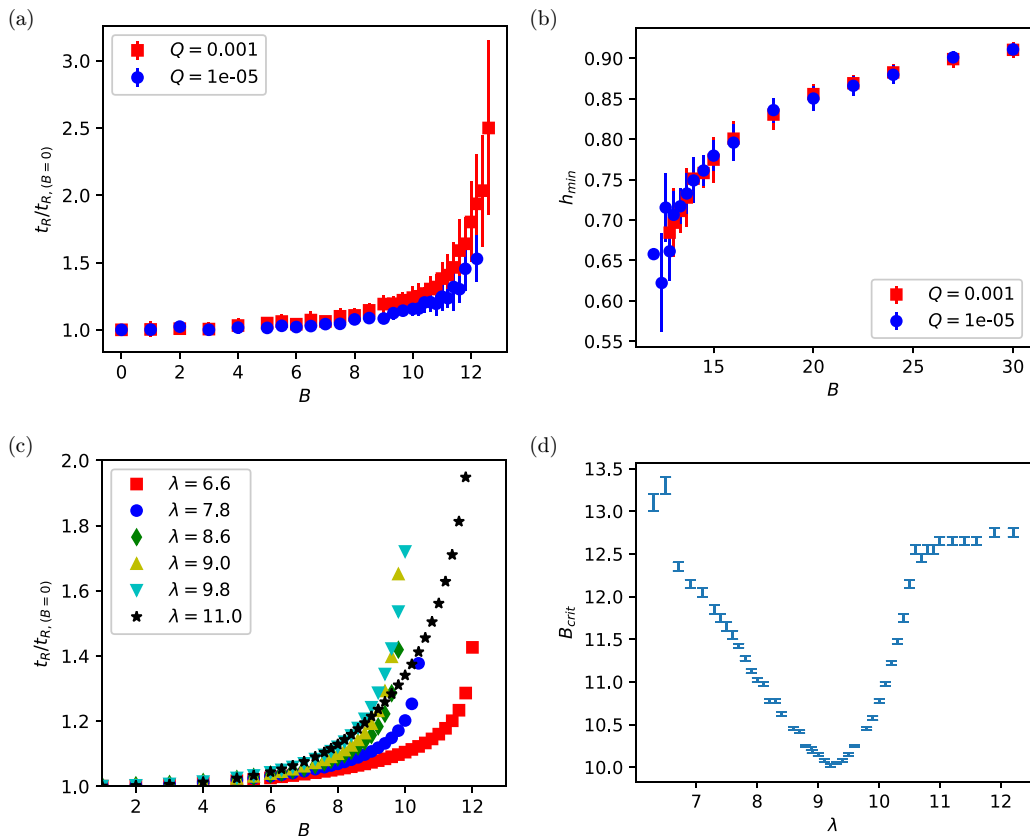 (a)
3.0
2.5
2.0
1.5
1.0
t_R/t_{R, (B=0)}
Q = 0.001
Q = 1e-05
0 2 4 6 8 10 12
B
(b)
0.90
0.85
0.80
0.75
0.70
0.65
0.60
0.55
h_{min}
Q = 0.001
Q = 1e-05
15 20 25 30
B
(c)
2.0
1.8
1.6
1.4
1.2
1.0
t_R/t_{R, (B=0)}
λ = 6.6
λ = 7.8
λ = 8.6
λ = 9.0
λ = 9.8
λ = 11.0
2 4 6 8 10 12
B
(d)
13.5
13.0
12.5
12.0
11.5
11.0
10.5
10.0
B_{crit}
7 8 9 10 11 12
λ